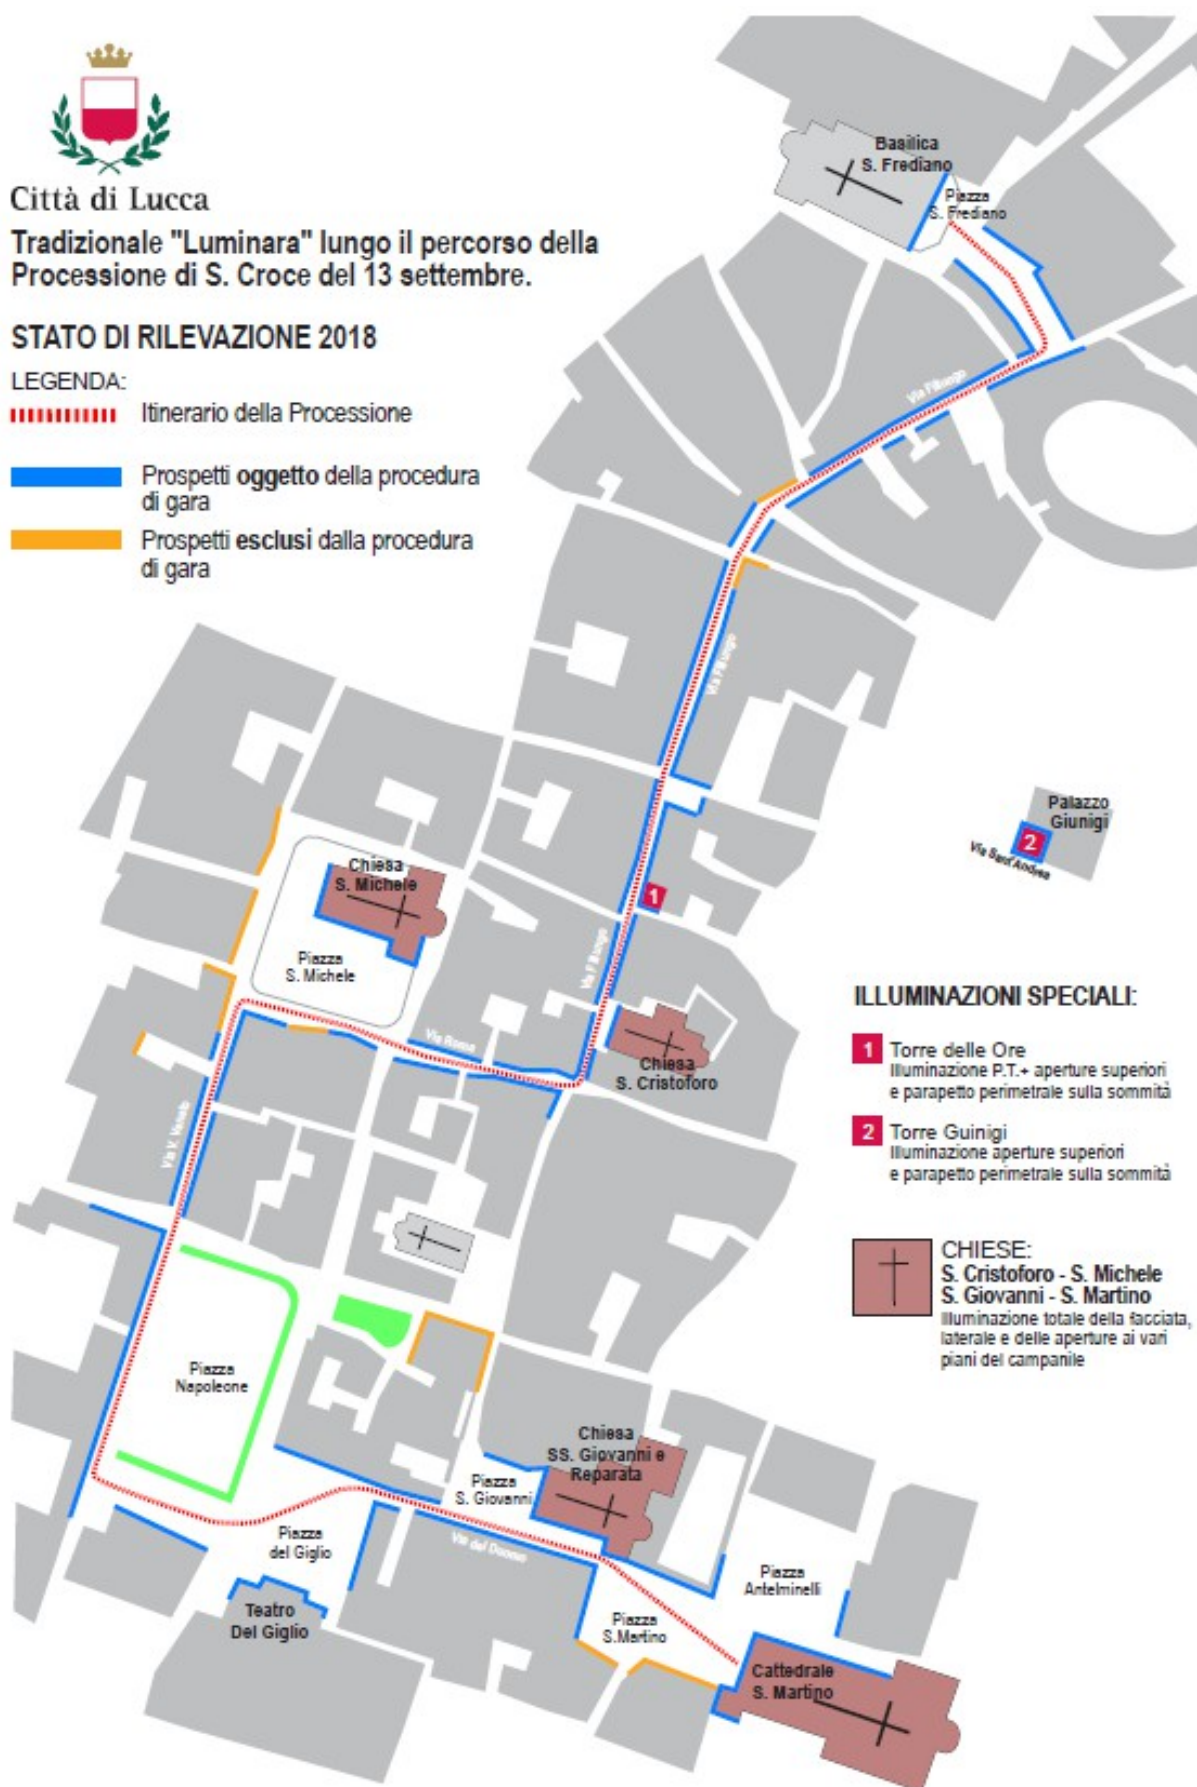 Città di Lucca
Tradizionale "Luminara" lungo il percorso della
Processione di S. Croce del 13 settembre.
STATO DI RILEVAZIONE 2018
LEGENDA:
Itinerario della Processione
Prospetti oggetto della procedura
di gara
Prospetti esclusi dalla procedura
di gara
Basilica
S. Frediano
Piazza
S. Frediano
Via Fillungo
Via Fillungo
Palazzo
Giunigi
2
Via Sant'Andrea
Chiesa
S. Michele
1
Piazza
S. Michele
Via Fillungo
Via Roma
Chiesa
S. Cristoforo
Via V. Veneto
ILLUMINAZIONI SPECIALI:
1 Torre delle Ore
Illuminazione P.T.+ aperture superiori
e parapetto perimetrale sulla sommità
2 Torre Guinigi
Illuminazione aperture superiori
e parapetto perimetrale sulla sommità
CHIESE:
S. Cristoforo - S. Michele
S. Giovanni - S. Martino
Illuminazione totale della facciata,
laterale e delle aperture ai vari
piani del campanile
Piazza
Napoleone
Chiesa
SS. Giovanni e
Reparata
Piazza
S. Giovanni
Piazza
del Giglio
Via del Duomo
Piazza
Antelminelli
Teatro
Del Giglio
Piazza
S.Martino
Cattedrale
S. Martino